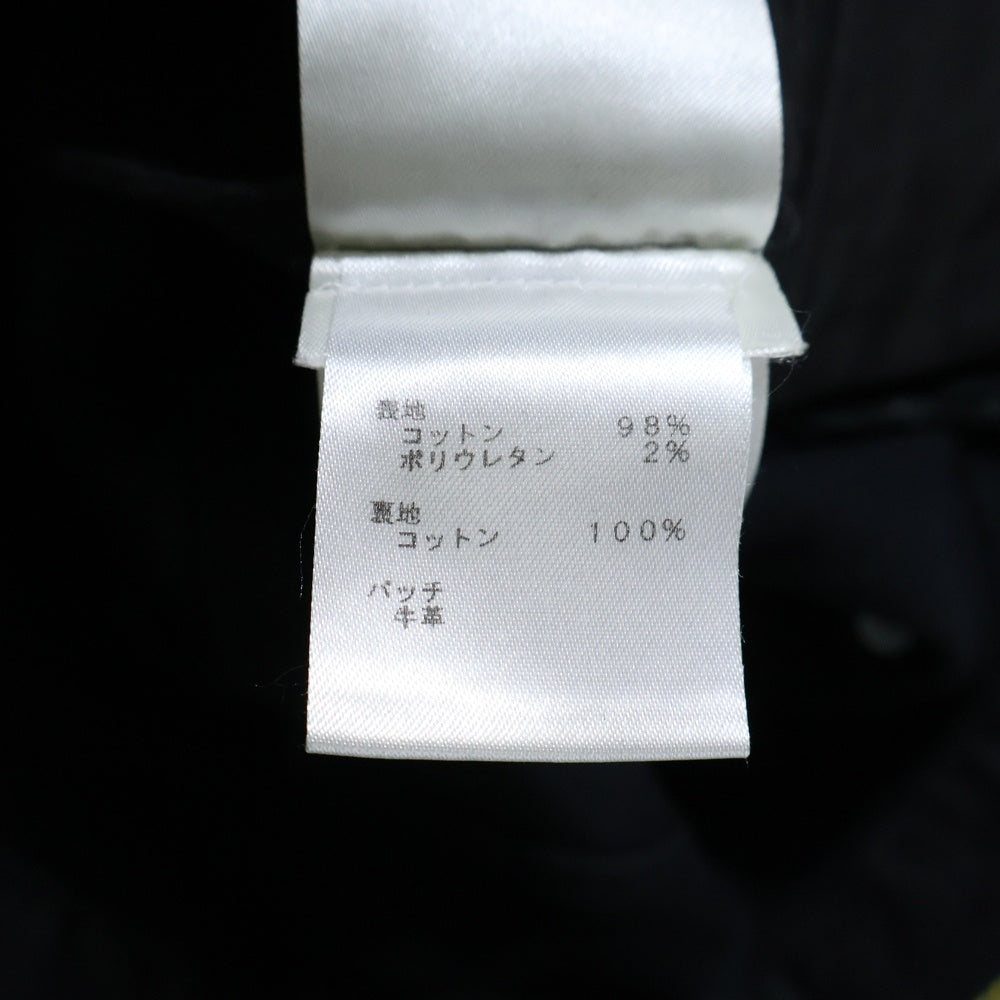 表地
コットン 98%
ポリウレタン 2%
裏地
コットン 100%
パッチ
牛革